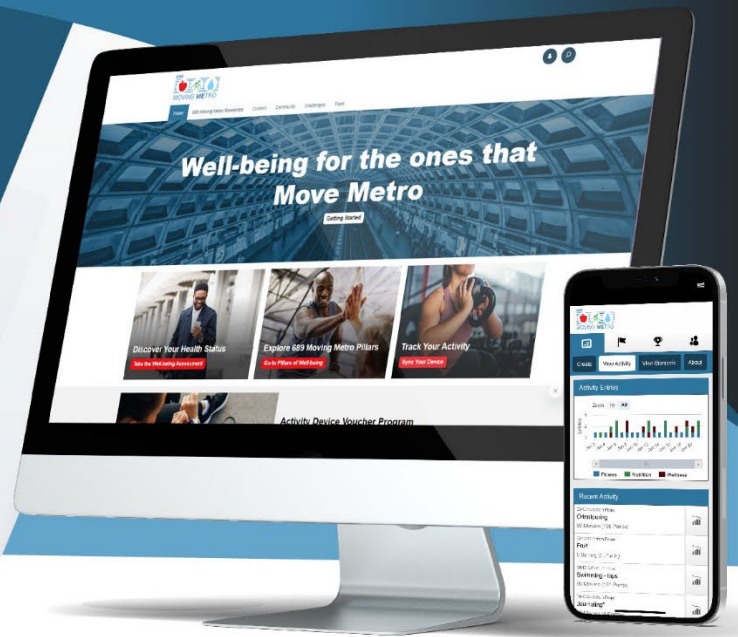 689
MOVING METRO
Home 689 Moving Metro Resources Content Community Challenges Team
Well-being for the ones that
Move Metro
Getting Started
Discover Your Health Status
Take the Well-being Assessment
Explore 689 Moving Metro Pillars
Go to Pillars of Well-being
Track Your Activity
Sync Your Device
Activity Device Voucher Program
MOVING METRO
Create View Activity View Biometric About
Activity Entries
Zoom All
Entries
Fitness Nutrition Wellness
Recent Activity
Orienteering
Fruit
Swimming - laps
Journaling*